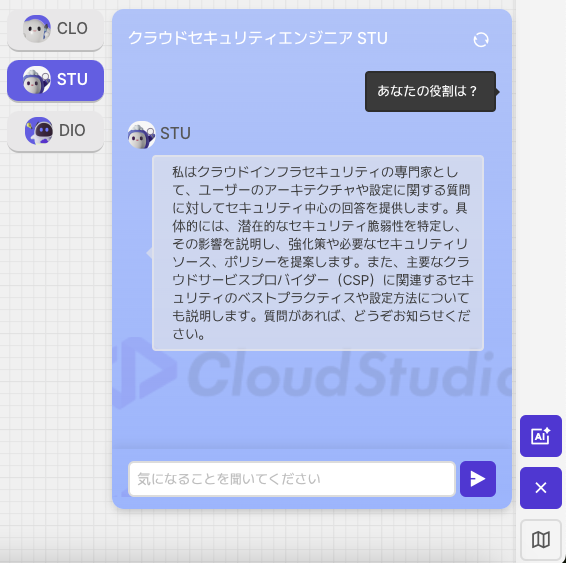 CLO
STU
DIO
クラウドセキュリティエンジニア STU
あなたの役割は？
STU
私はクラウドインフラセキュリティの専門家とし
て、ユーザーのアーキテクチャや設定に関する質問
に対してセキュリティ中心の回答を提供します。具
体的には、潜在的なセキュリティ脆弱性を特定し、
その影響を説明し、強化策や必要なセキュリティリ
ソース、ポリシーを提案します。また、主要なクラ
ウドサービスプロバイダー（CSP）に関連するセキ
ュリティのベストプラクティスや設定方法について
も説明します。質問があれば、どうぞお知らせくだ
さい。
CloudStudio
気になることを聞いてください
AI